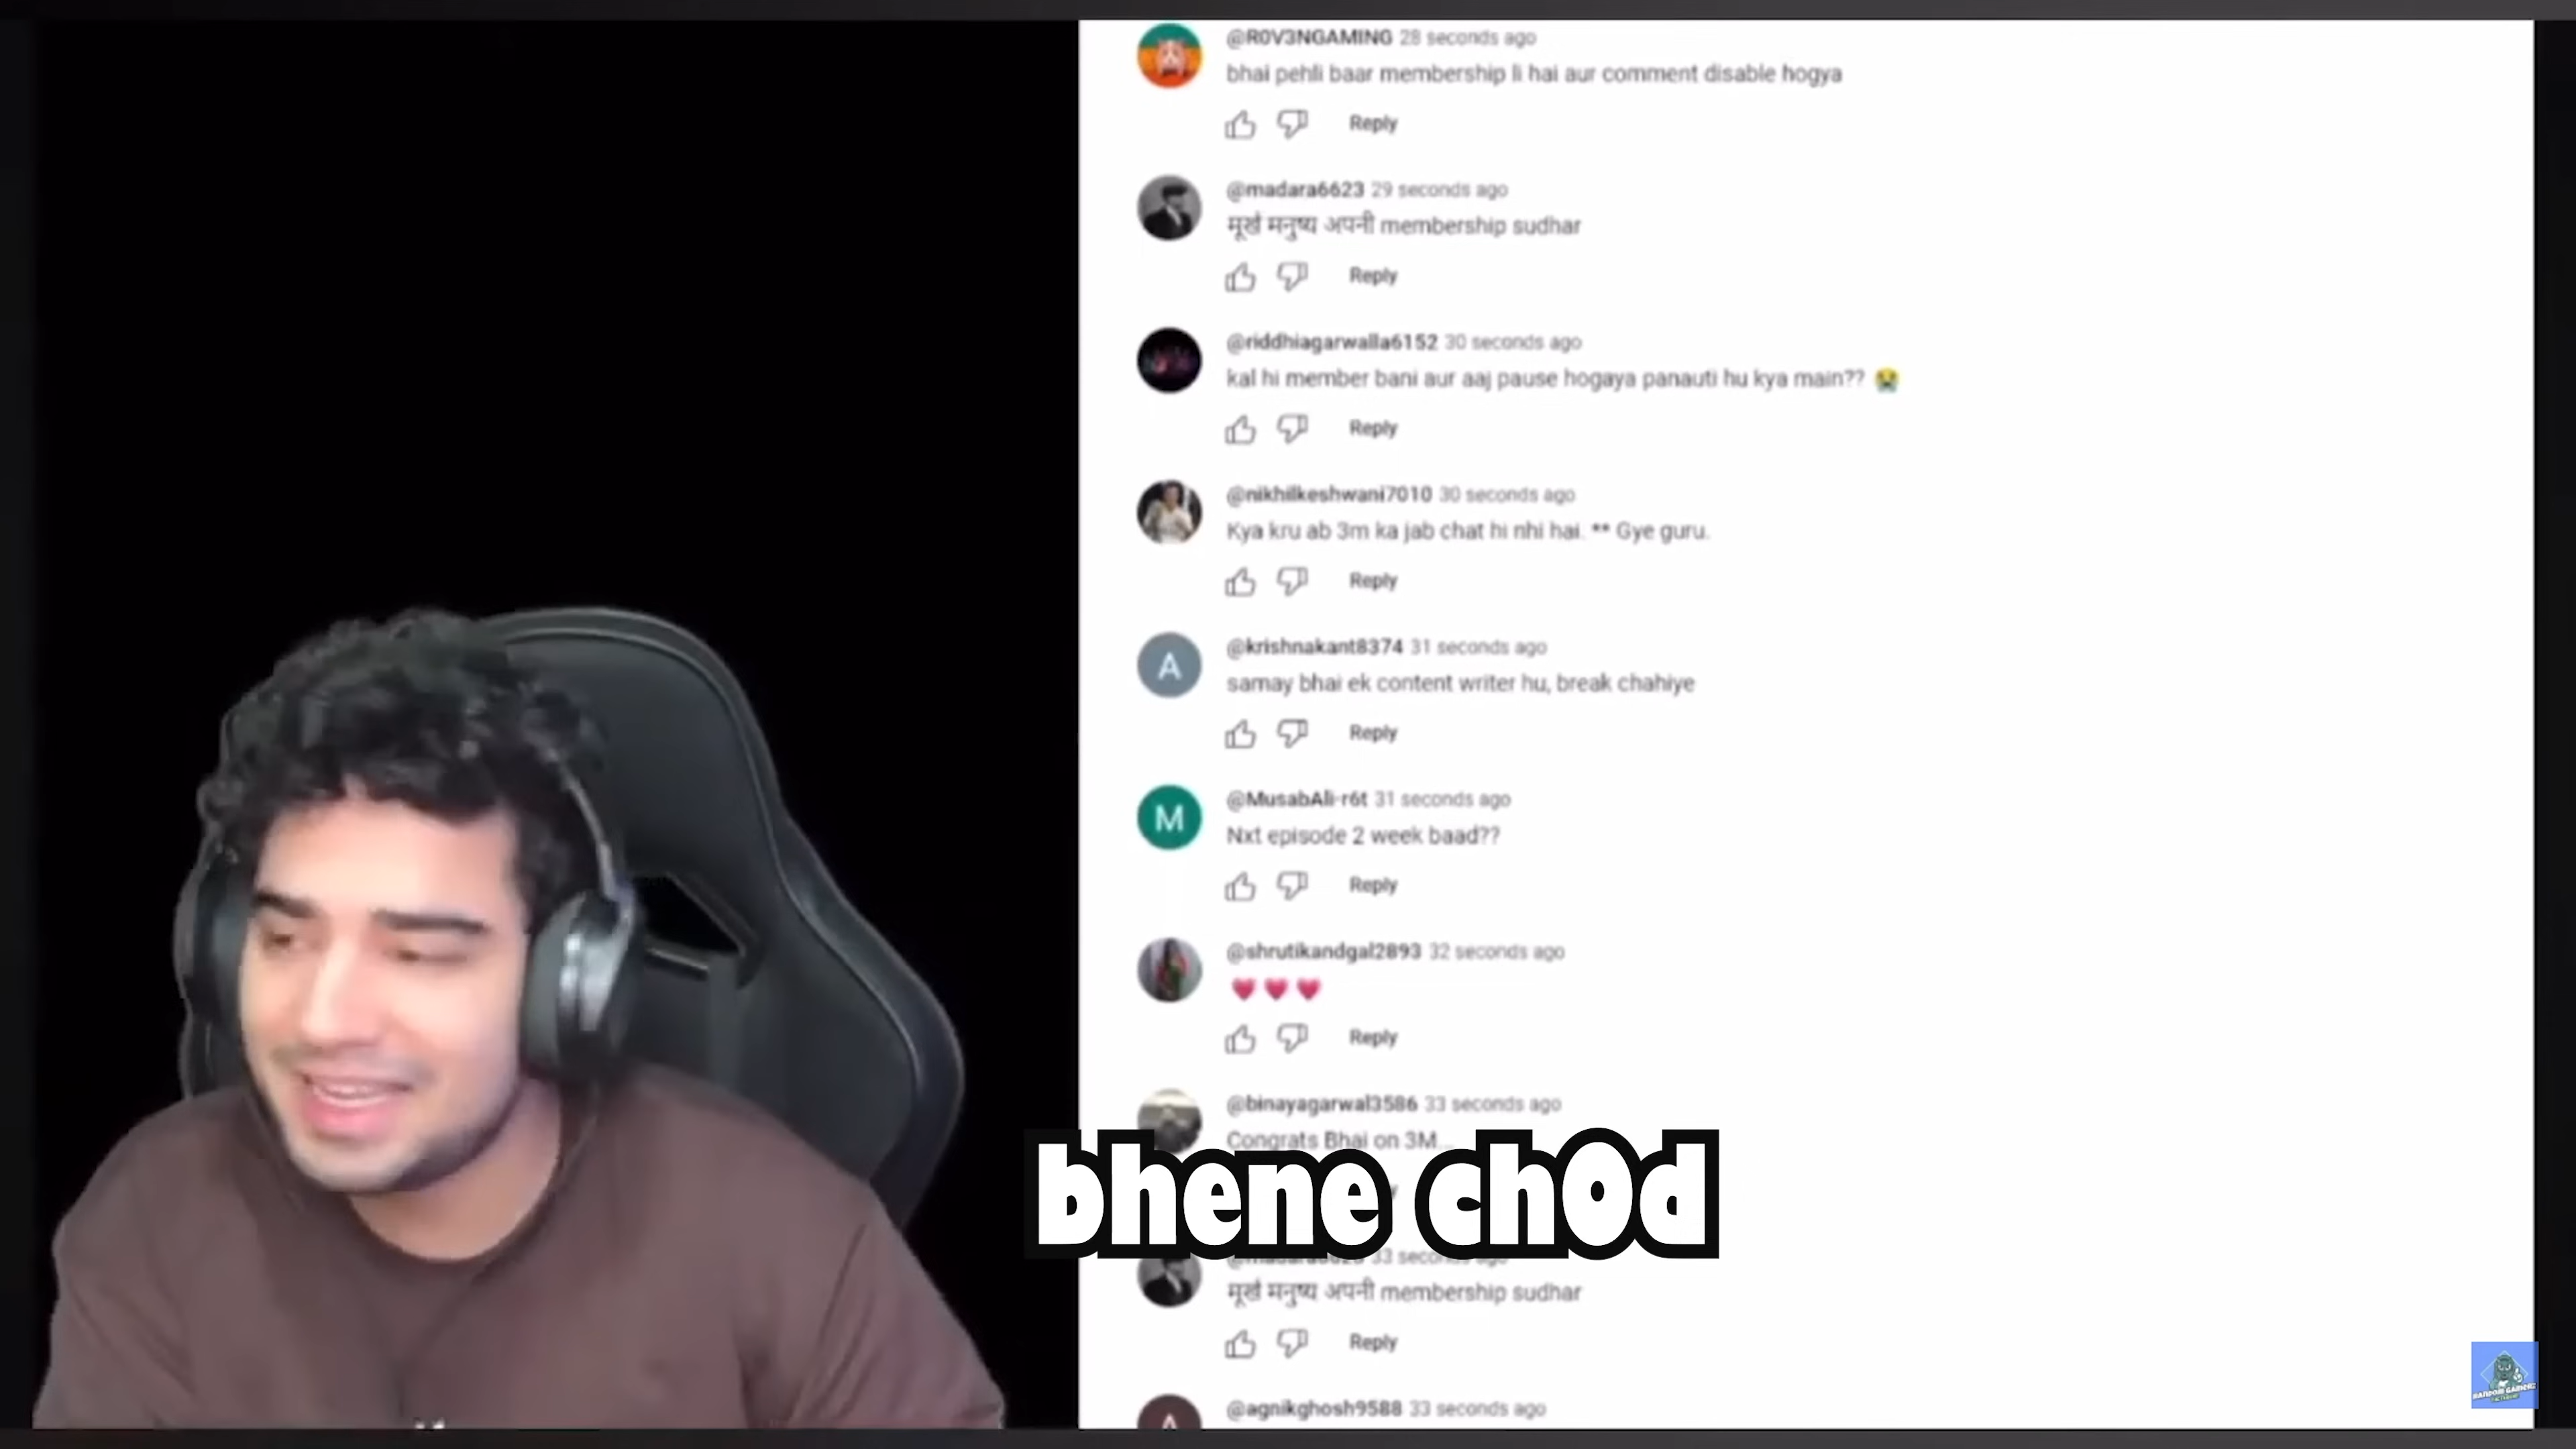 @R0V3NGAMING 28 seconds ago
bhai pehli baar membership li hai aur comment disable hogya
Reply
@madara6623 29 seconds ago
मूर्ख मनुष्य अपनी membership sudhar
Reply
@riddhiagarwalla6152 30 seconds ago
kal hi member bani aur aaj pause hogaya panauti hu kya main?? 😭
Reply
@nikhilkeshwani7010 30 seconds ago
Kya kru ab 3m ka jab chat hi nhi hai. ** Gye guru.
Reply
A
@krishnakant8374 31 seconds ago
samay bhai ek content writer hu, break chahiye
Reply
M
@MusabAli-r6t 31 seconds ago
Nxt episode 2 week baad??
Reply
@shrutikandgal2893 32 seconds ago
💗 💗 💗
Reply
@binayagarwal3586 33 seconds ago
Congrats Bhai on 3M...
bhene ch0d
33 seconds ago
मूर्ख मनुष्य अपनी membership sudhar
Reply
A
@agnikghosh9588 33 seconds ago
RANDOM GAMERZ